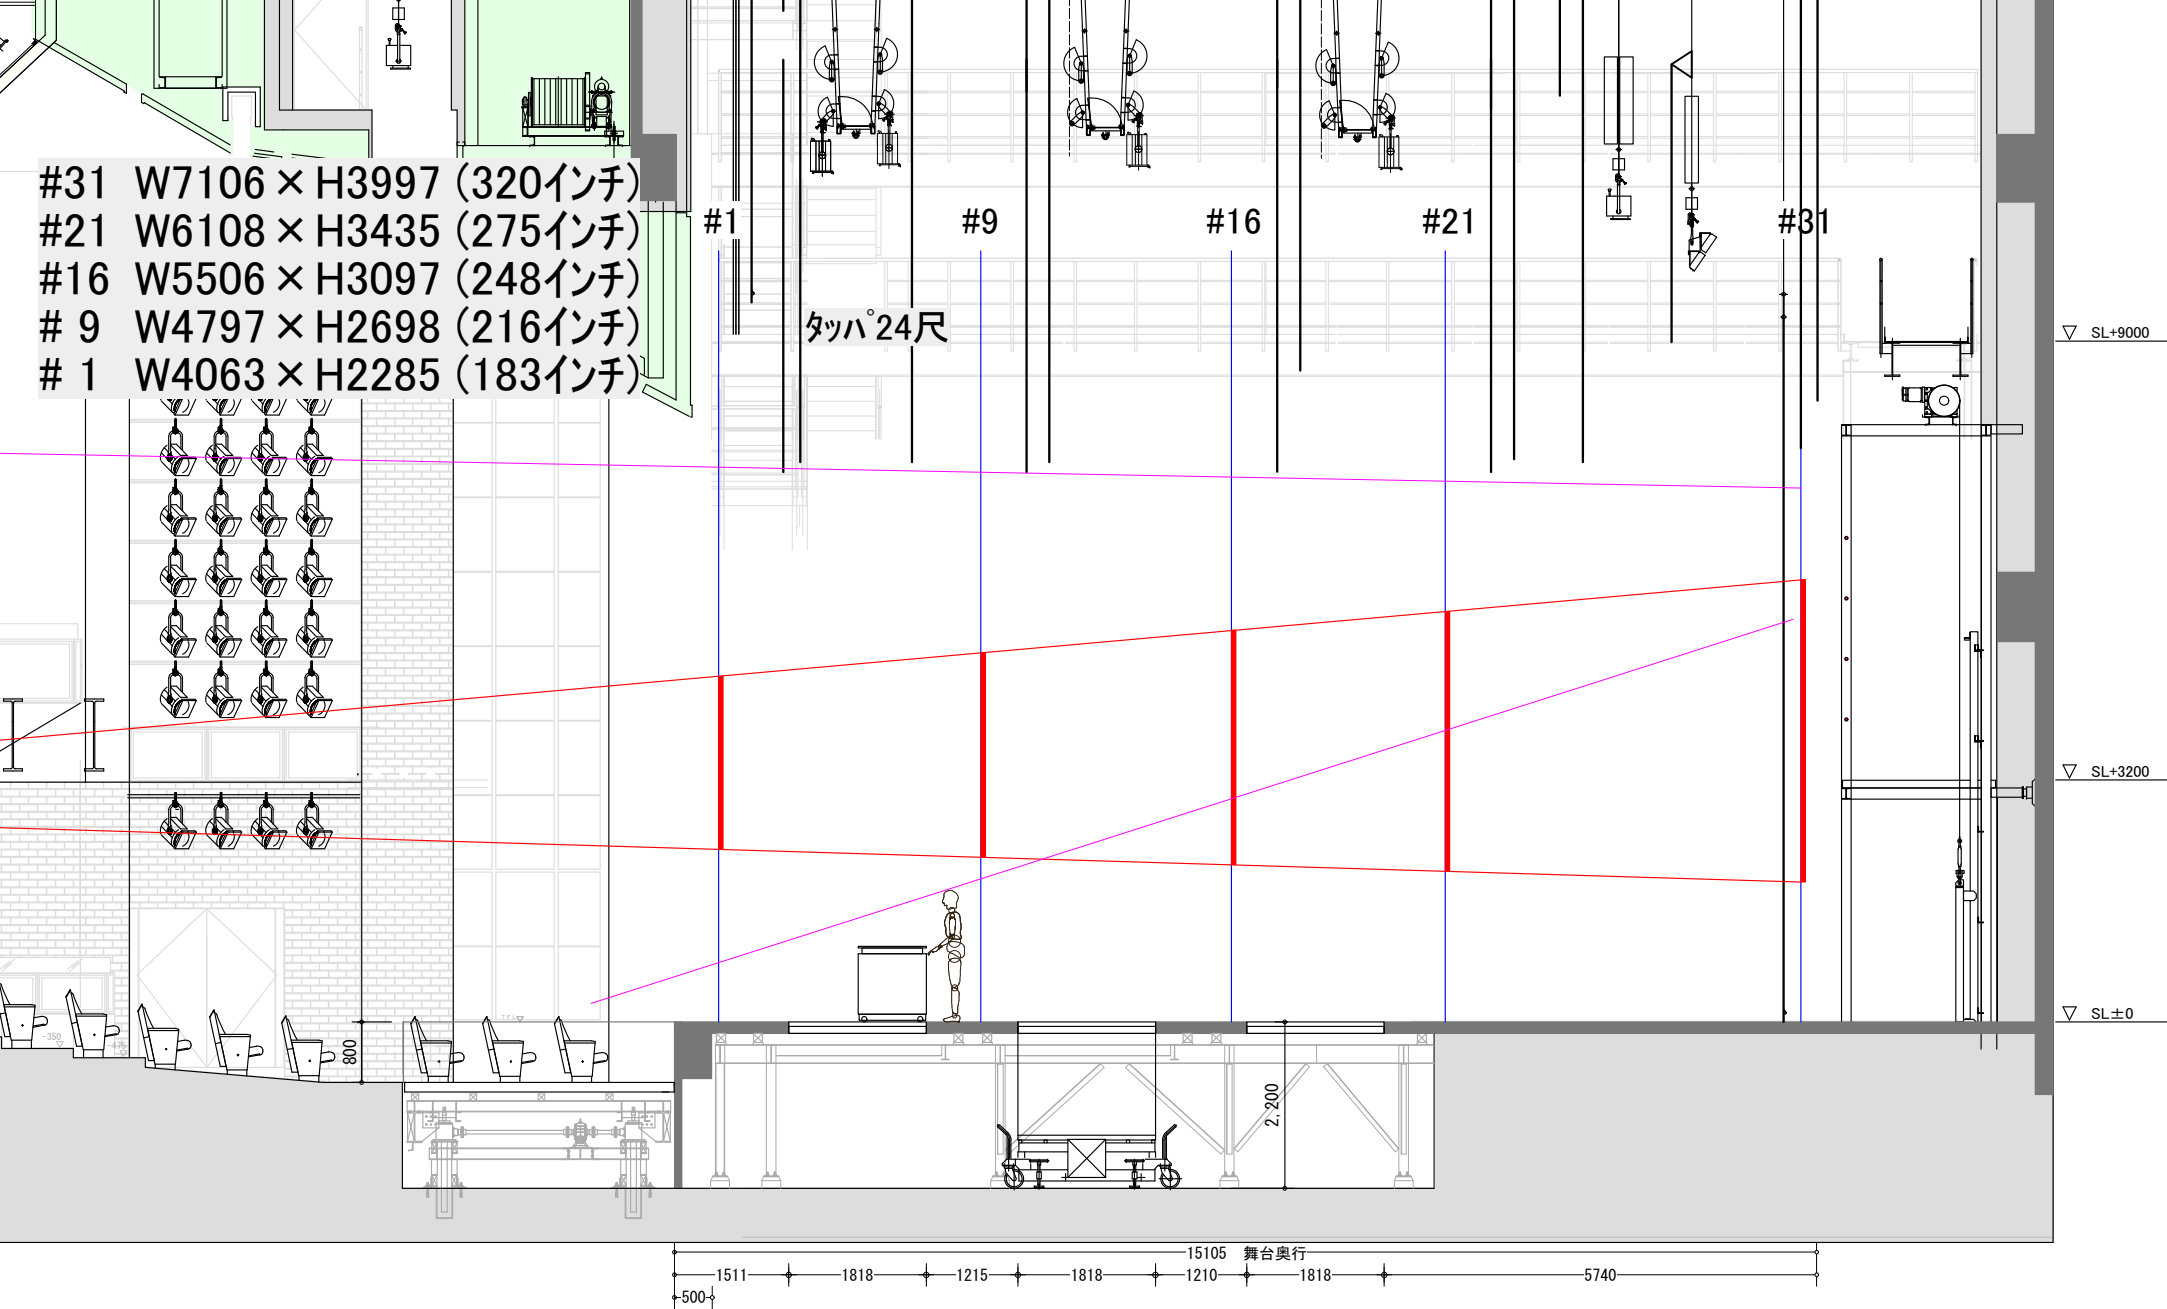 #31 W7106×H3997（320インチ）
#21 W6108×H3435（275インチ）
#16 W5506×H3097（248インチ）
# 9 W4797×H2698（216インチ）
# 1 W4063×H2285（183インチ）
#1
#9
#16
#21
#31
ﾀｯﾊﾟ24尺
▽ SL+9000
▽ SL+3200
▽ SL±0
-350
-475
800
2,200
15105 舞台奥行
1511
1818
1215
1818
1210
1818
5740
500